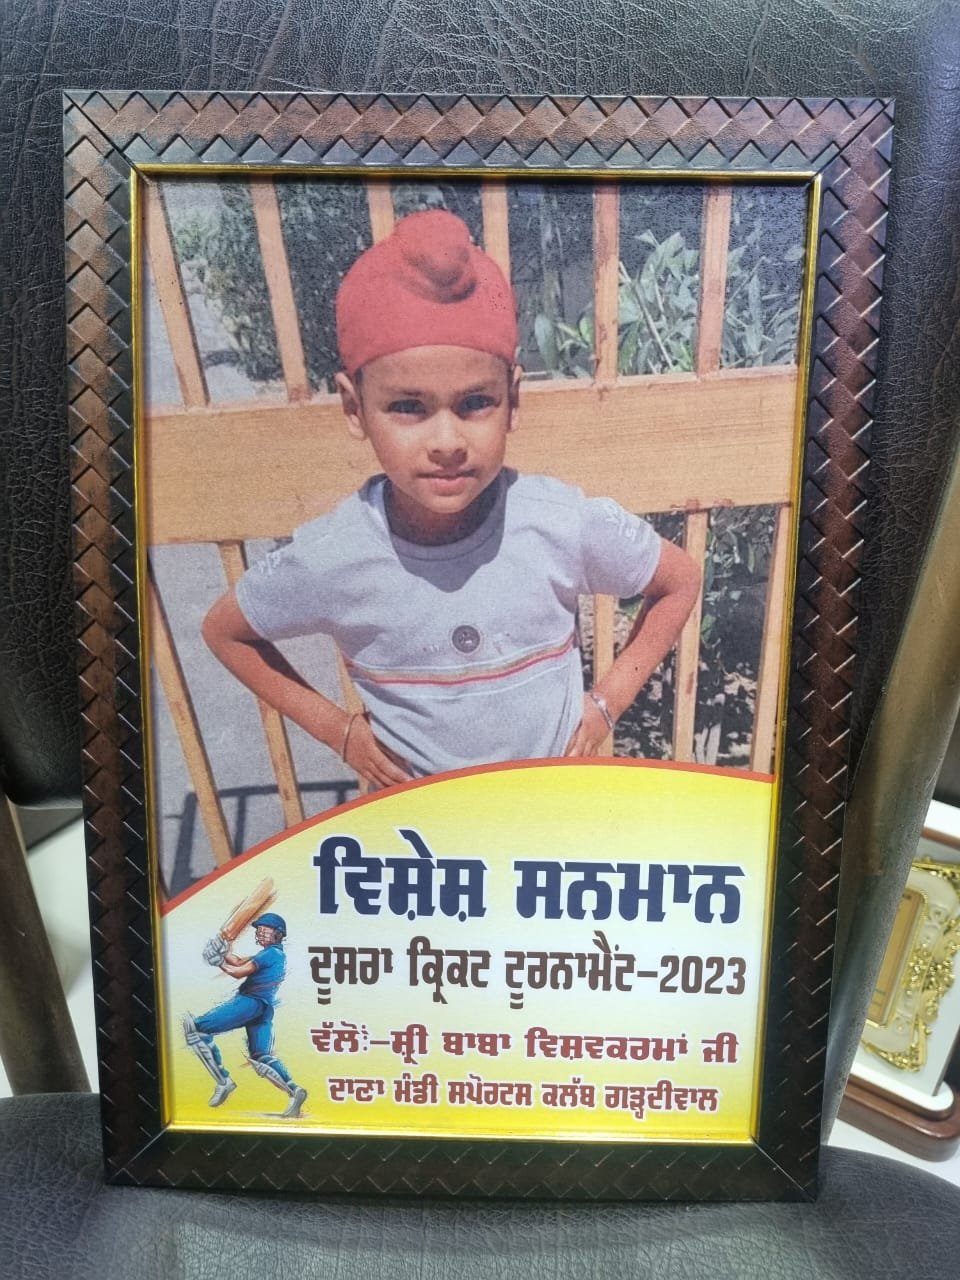 ਵਿਸ਼ੇਸ਼ ਸਨਮਾਨ
ਦੂਸਰਾ ਕ੍ਰਿਕਟ ਟੂਰਨਾਮੈਂਟ-2023
ਵੱਲੋਂ:-ਸ਼੍ਰੀ ਬਾਬਾ ਵਿਸ਼ਵਕਰਮਾਂ ਜੀ
ਦਾਣਾ ਮੰਡੀ ਸਪੋਰਟਸ ਕਲੱਬ ਗੜ੍ਹਦੀਵਾਲ